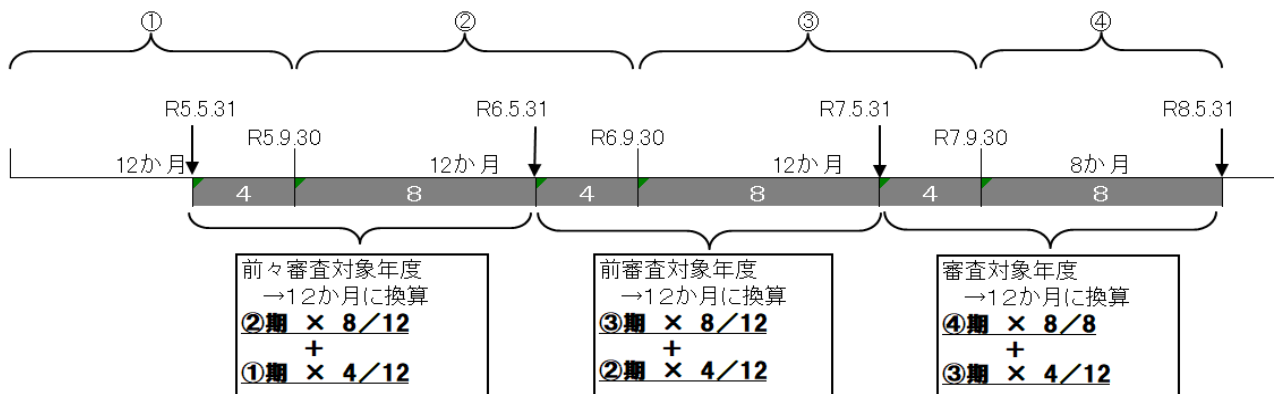 ① ② ③ ④
R5.5.31 R6.5.31 R7.5.31 R8.5.31
R5.9.30 R6.9.30 R7.9.30
12か月 12か月 12か月 8か月
4 8 4 8 4 8
前々審査対象年度
→12か月に換算
②期 × 8/12
+
①期 × 4/12
前審査対象年度
→12か月に換算
③期 × 8/12
+
②期 × 4/12
審査対象年度
→12か月に換算
④期 × 8/8
+
③期 × 4/12